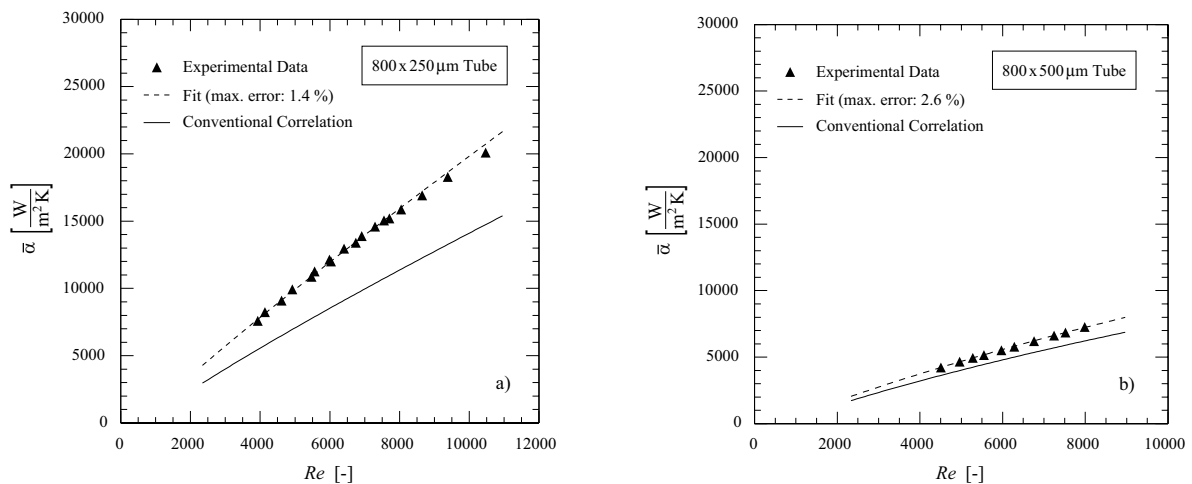 30000
25000
20000
15000
10000
5000
0
ᾱ [W/m² K]
▲ Experimental Data
Fit (max. error: 1.4 %)
Conventional Correlation
800 x 250 μm Tube
a)
0 2000 4000 6000 8000 10000 12000
Re [-]
30000
25000
20000
15000
10000
5000
0
ᾱ [W/m² K]
▲ Experimental Data
Fit (max. error: 2.6 %)
Conventional Correlation
800 x 500 μm Tube
b)
0 2000 4000 6000 8000 10000
Re [-]